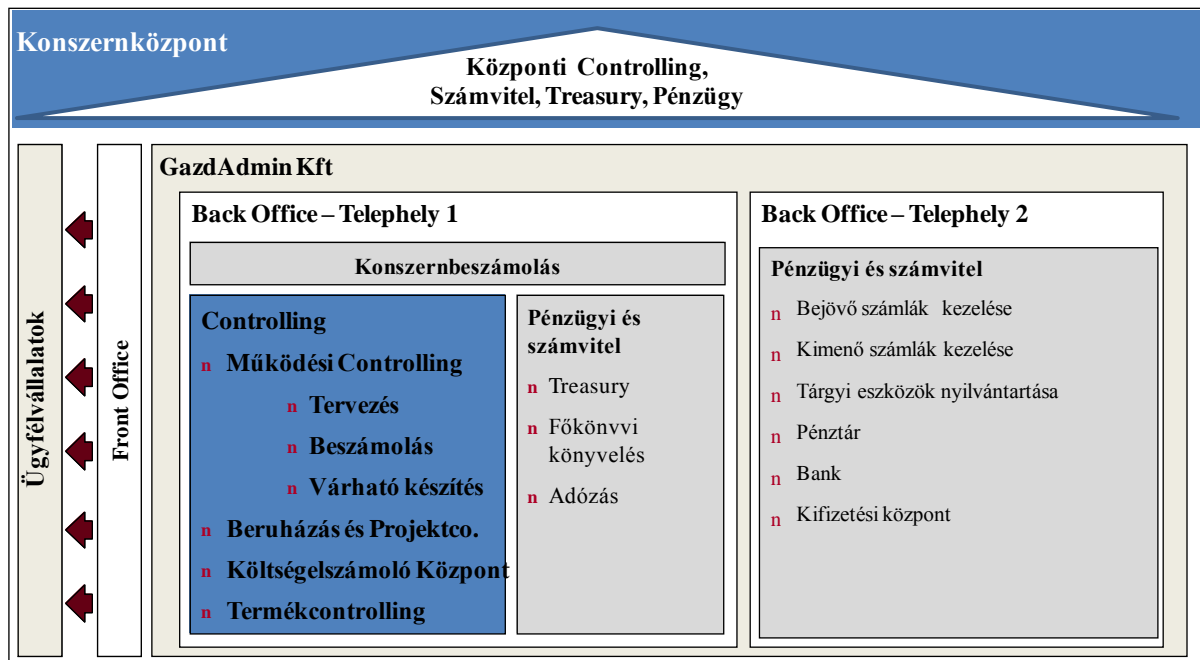 Konszernközpont
Központi Controlling,
Számvitel, Treasury, Pénzügy
Ügyfélvállalatok
Front Office
GazdAdmin Kft
Back Office – Telephely 1
Konszernbeszámolás
Controlling
n Működési Controlling
n Tervezés
n Beszámolás
n Várható készítés
n Beruházás és Projektco.
n Költségelszámoló Központ
n Termékcontrolling
Pénzügyi és
számvitel
n Treasury
n Főkönvvi
könyvelés
n Adózás
Back Office – Telephely 2
Pénzügyi és számvitel
n Bejövő számlák kezelése
n Kimenő számlák kezelése
n Tárgyi eszközök nyilvántartása
n Pénztár
n Bank
n Kifizetési központ